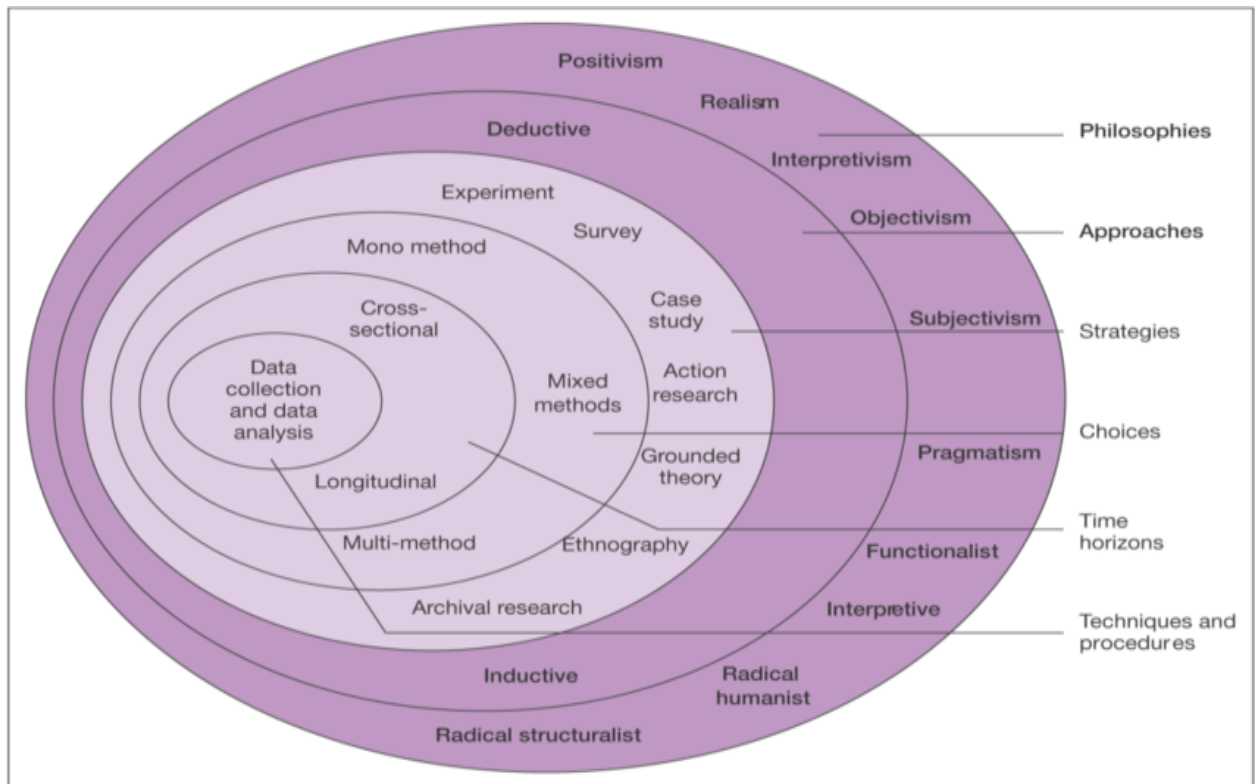 Positivism
Realism
Deductive
Philosophies
Interpretivism
Experiment
Objectivism
Survey
Approaches
Mono method
Case
study
Cross-
sectional
Subjectivism
Strategies
Data
collection
and data
analysis
Mixed
methods
Action
research
Choices
Pragmatism
Grounded
theory
Longitudinal
Time
horizons
Multi-method
Ethnography
Functionalist
Archival research
Interpretive
Techniques and
procedures
Inductive
Radical
humanist
Radical structuralist